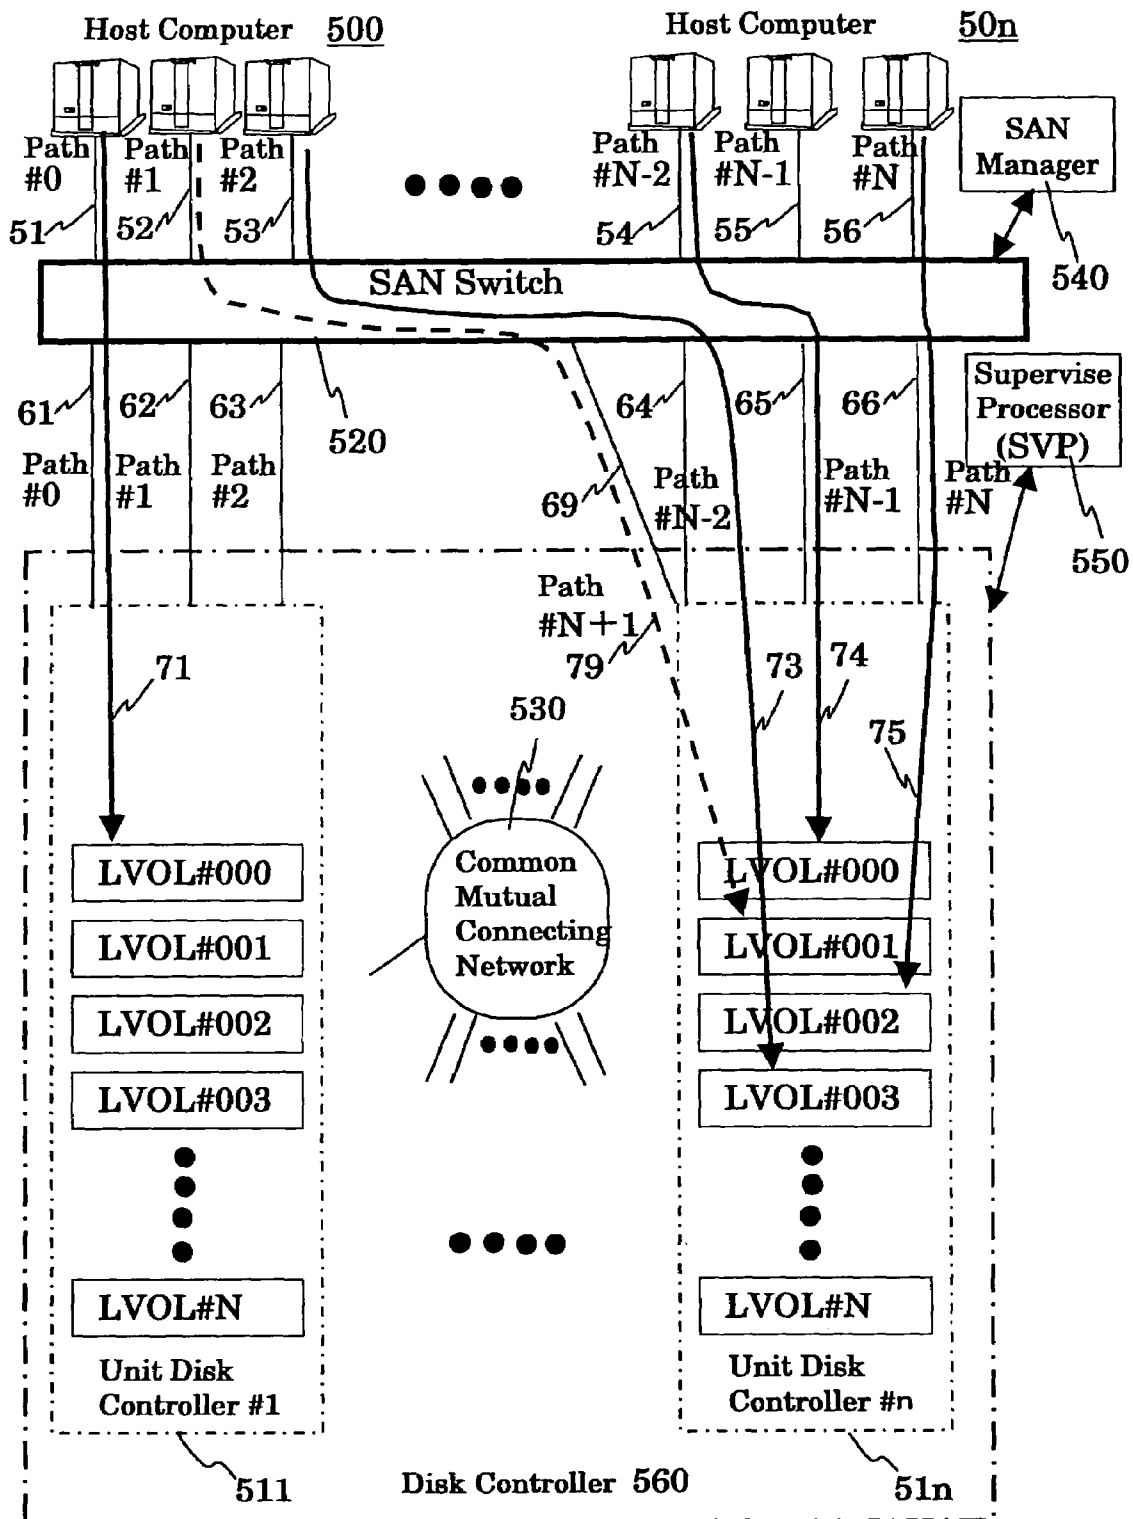 Host Computer 500
Host Computer 50n
Path #0
Path #1
Path #2
Path #N-2
Path #N-1
Path #N
SAN Manager
51
52
53
54
55
56
540
SAN Switch
61
62
63
520
64
65
66
Supervise Processor (SVP)
Path #0
Path #1
Path #2
69
Path #N-2
Path #N-1
Path #N
550
Path #N+1
79
71
73
74
75
530
Common Mutual Connecting Network
LVOL#000
LVOL#001
LVOL#002
LVOL#003
LVOL#N
Unit Disk Controller #1
LVOL#000
LVOL#001
LVOL#002
LVOL#003
LVOL#N
Unit Disk Controller #n
511
Disk Controller 560
51n